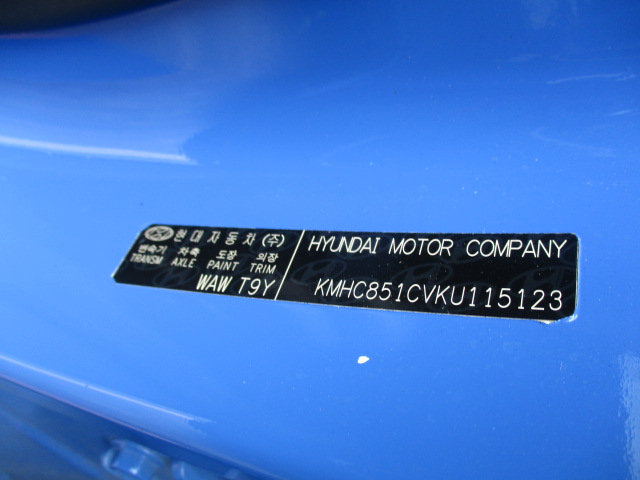 현대자동차(주)
변속기 차축 도장 외장
TRANSM AXLE PAINT TRIM
WAW T9Y
HYUNDAI MOTOR COMPANY
KMHC851CVKU115123